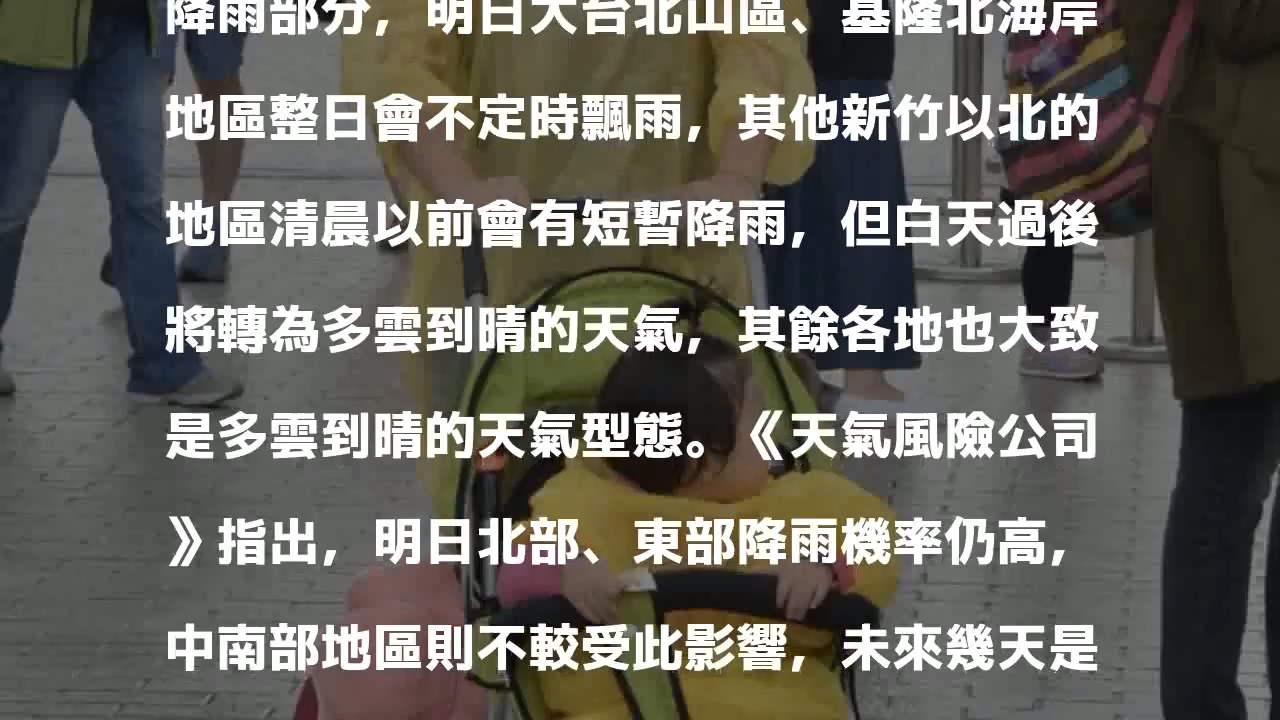 降雨部分，明日大台北山區、基隆北海岸
地區整日會不定時飄雨，其他新竹以北的
地區清晨以前會有短暫降雨，但白天過後
將轉為多雲到晴的天氣，其餘各地也大致
是多雲到晴的天氣型態。《天氣風險公司
》指出，明日北部、東部降雨機率仍高，
中南部地區則不較受此影響，未來幾天是